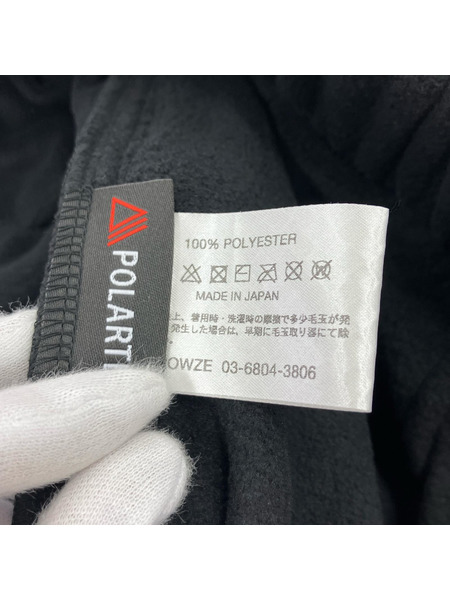 POLARTE
100% POLYESTER
MADE IN JAPAN
上、着用時・洗濯時の摩擦で多少毛玉が発
発生した場合は、早期に毛玉取り器にて除
OWZE 03-6804-3806